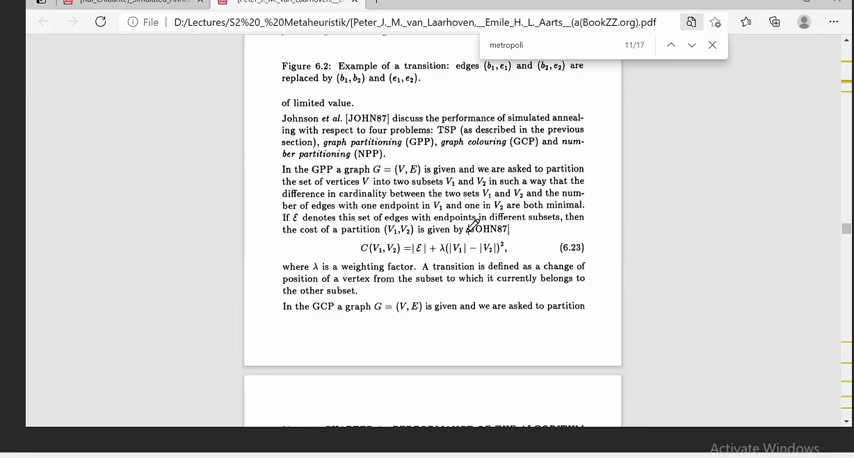 File | D:/Lectures/S2%20_%20Metaheuristik/[Peter_J._M._van_Laarhoven,__Emile_H._L._Aarts__(a(BookZZ.org).pdf
metropoli 11/17
Figure 6.2: Example of a transition: edges (b₁,e₁) and (b₂,e₂) are
replaced by (b₁,b₂) and (e₁,e₂).
of limited value.
Johnson et al. [JOHN87] discuss the performance of simulated anneal-
ing with respect to four problems: TSP (as described in the previous
section), graph partitioning (GPP), graph colouring (GCP) and num-
ber partitioning (NPP).
In the GPP a graph G = (V, E) is given and we are asked to partition
the set of vertices V into two subsets V₁ and V₂ in such a way that the
difference in cardinality between the two sets V₁ and V₂ and the num-
ber of edges with one endpoint in V₁ and one in V₂ are both minimal.
If ℰ denotes this set of edges with endpoints in different subsets, then
the cost of a partition (V₁,V₂) is given by [JOHN87]
C(V₁, V₂) =| ℰ | + λ(|V₁| − |V₂|)², (6.23)
where λ is a weighting factor. A transition is defined as a change of
position of a vertex from the subset to which it currently belongs to
the other subset.
In the GCP a graph G = (V, E) is given and we are asked to partition
Activate Windows